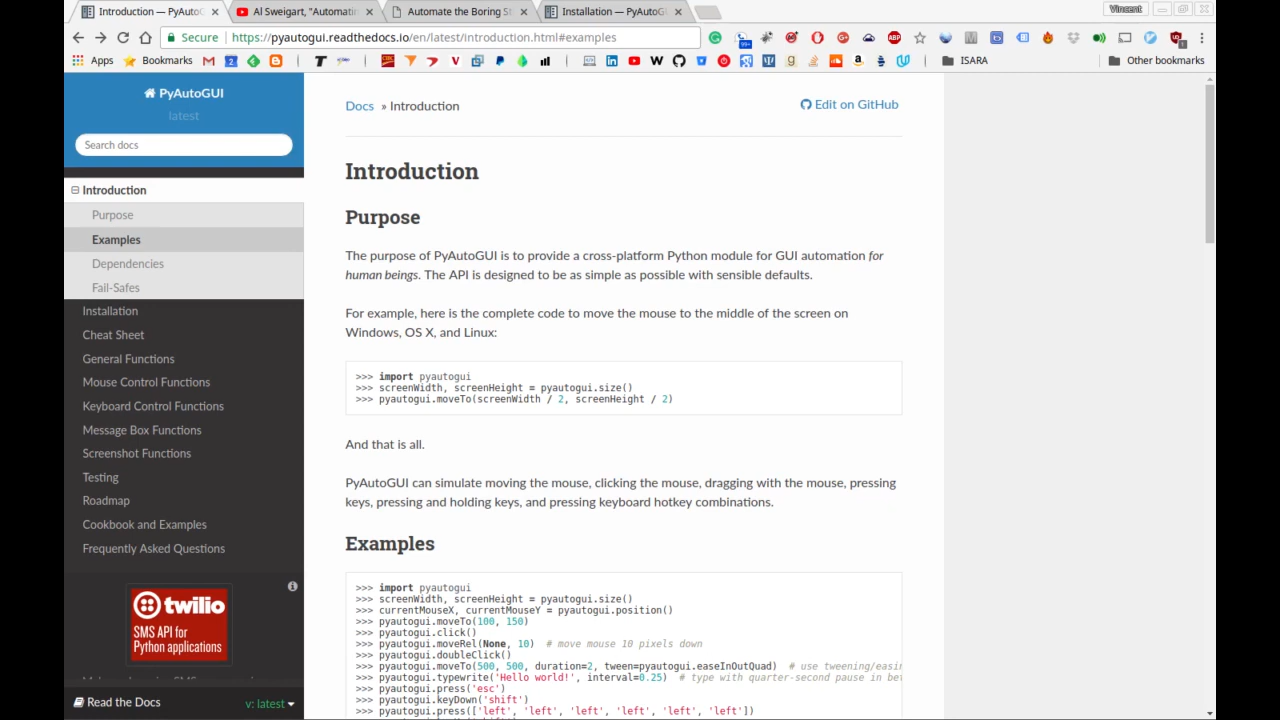 Introduction — PyAutoG
Al Sweigart, "Automatin
Automate the Boring St
Installation — PyAutoGU
Vincent
Secure
https://pyautogui.readthedocs.io/en/latest/introduction.html#examples
Apps
Bookmarks
ISARA
Other bookmarks
PyAutoGUI
latest
Search docs
Introduction
Purpose
Examples
Dependencies
Fail-Safes
Installation
Cheat Sheet
General Functions
Mouse Control Functions
Keyboard Control Functions
Message Box Functions
Screenshot Functions
Testing
Roadmap
Cookbook and Examples
Frequently Asked Questions
twilio
SMS API for
Python applications
Read the Docs
v: latest
Docs » Introduction
Edit on GitHub
Introduction
Purpose
The purpose of PyAutoGUI is to provide a cross-platform Python module for GUI automation for
human beings. The API is designed to be as simple as possible with sensible defaults.
For example, here is the complete code to move the mouse to the middle of the screen on
Windows, OS X, and Linux:
>>> import pyautogui
>>> screenWidth, screenHeight = pyautogui.size()
>>> pyautogui.moveTo(screenWidth / 2, screenHeight / 2)
And that is all.
PyAutoGUI can simulate moving the mouse, clicking the mouse, dragging with the mouse, pressing
keys, pressing and holding keys, and pressing keyboard hotkey combinations.
Examples
>>> import pyautogui
>>> screenWidth, screenHeight = pyautogui.size()
>>> currentMouseX, currentMouseY = pyautogui.position()
>>> pyautogui.moveTo(100, 150)
>>> pyautogui.click()
>>> pyautogui.moveRel(None, 10)  # move mouse 10 pixels down
>>> pyautogui.doubleClick()
>>> pyautogui.moveTo(500, 500, duration=2, tween=pyautogui.easeInOutQuad)  # use tweening/easin
>>> pyautogui.typewrite('Hello world!', interval=0.25)  # type with quarter-second pause in bet
>>> pyautogui.press('esc')
>>> pyautogui.keyDown('shift')
>>> pyautogui.press(['left', 'left', 'left', 'left', 'left', 'left'])